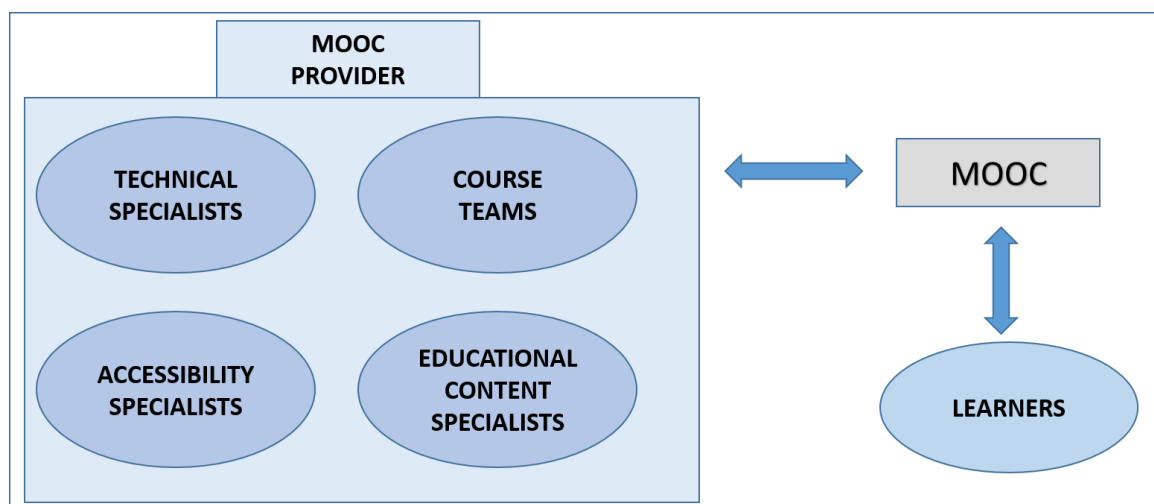 MOOC
PROVIDER
TECHNICAL
SPECIALISTS
COURSE
TEAMS
ACCESSIBILITY
SPECIALISTS
EDUCATIONAL
CONTENT
SPECIALISTS
MOOC
LEARNERS